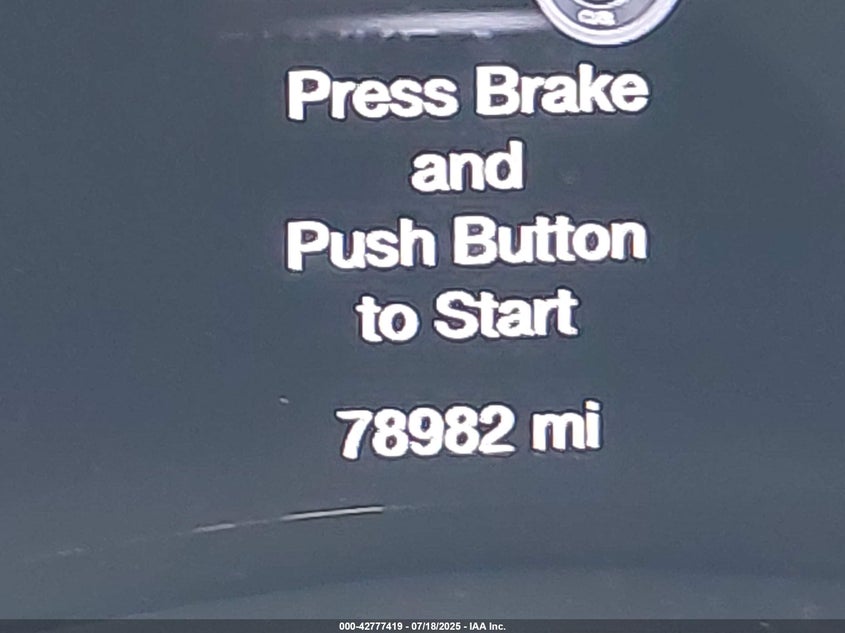 Press Brake
and
Push Button
to Start
78982 mi
000-42777419 - 07/18/2025 - IAA Inc.